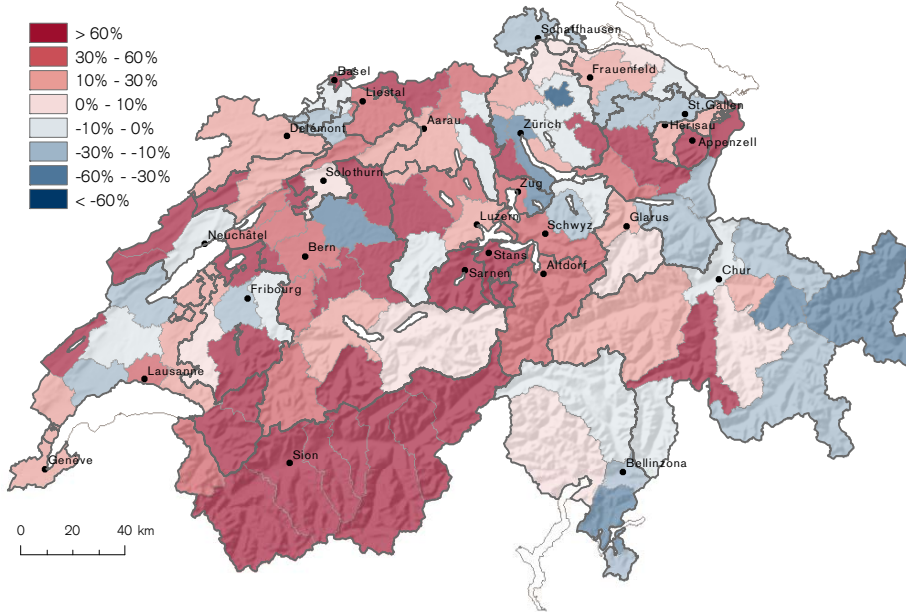 > 60%
30% - 60%
10% - 30%
0% - 10%
-10% - 0%
-30% - -10%
-60% - -30%
< -60%
Schaffhausen
Basel
Frauenfeld
Liestal
St.Gallen
Aarau
Zürich
Herisau
Delémont
Appenzell
Solothurn
Zug
Luzern
Glarus
Schwyz
Neuchâtel
Bern
Stans
Sarnen
Altdorf
Chur
Fribourg
Lausanne
Sion
Genève
Bellinzona
0 20 40 km